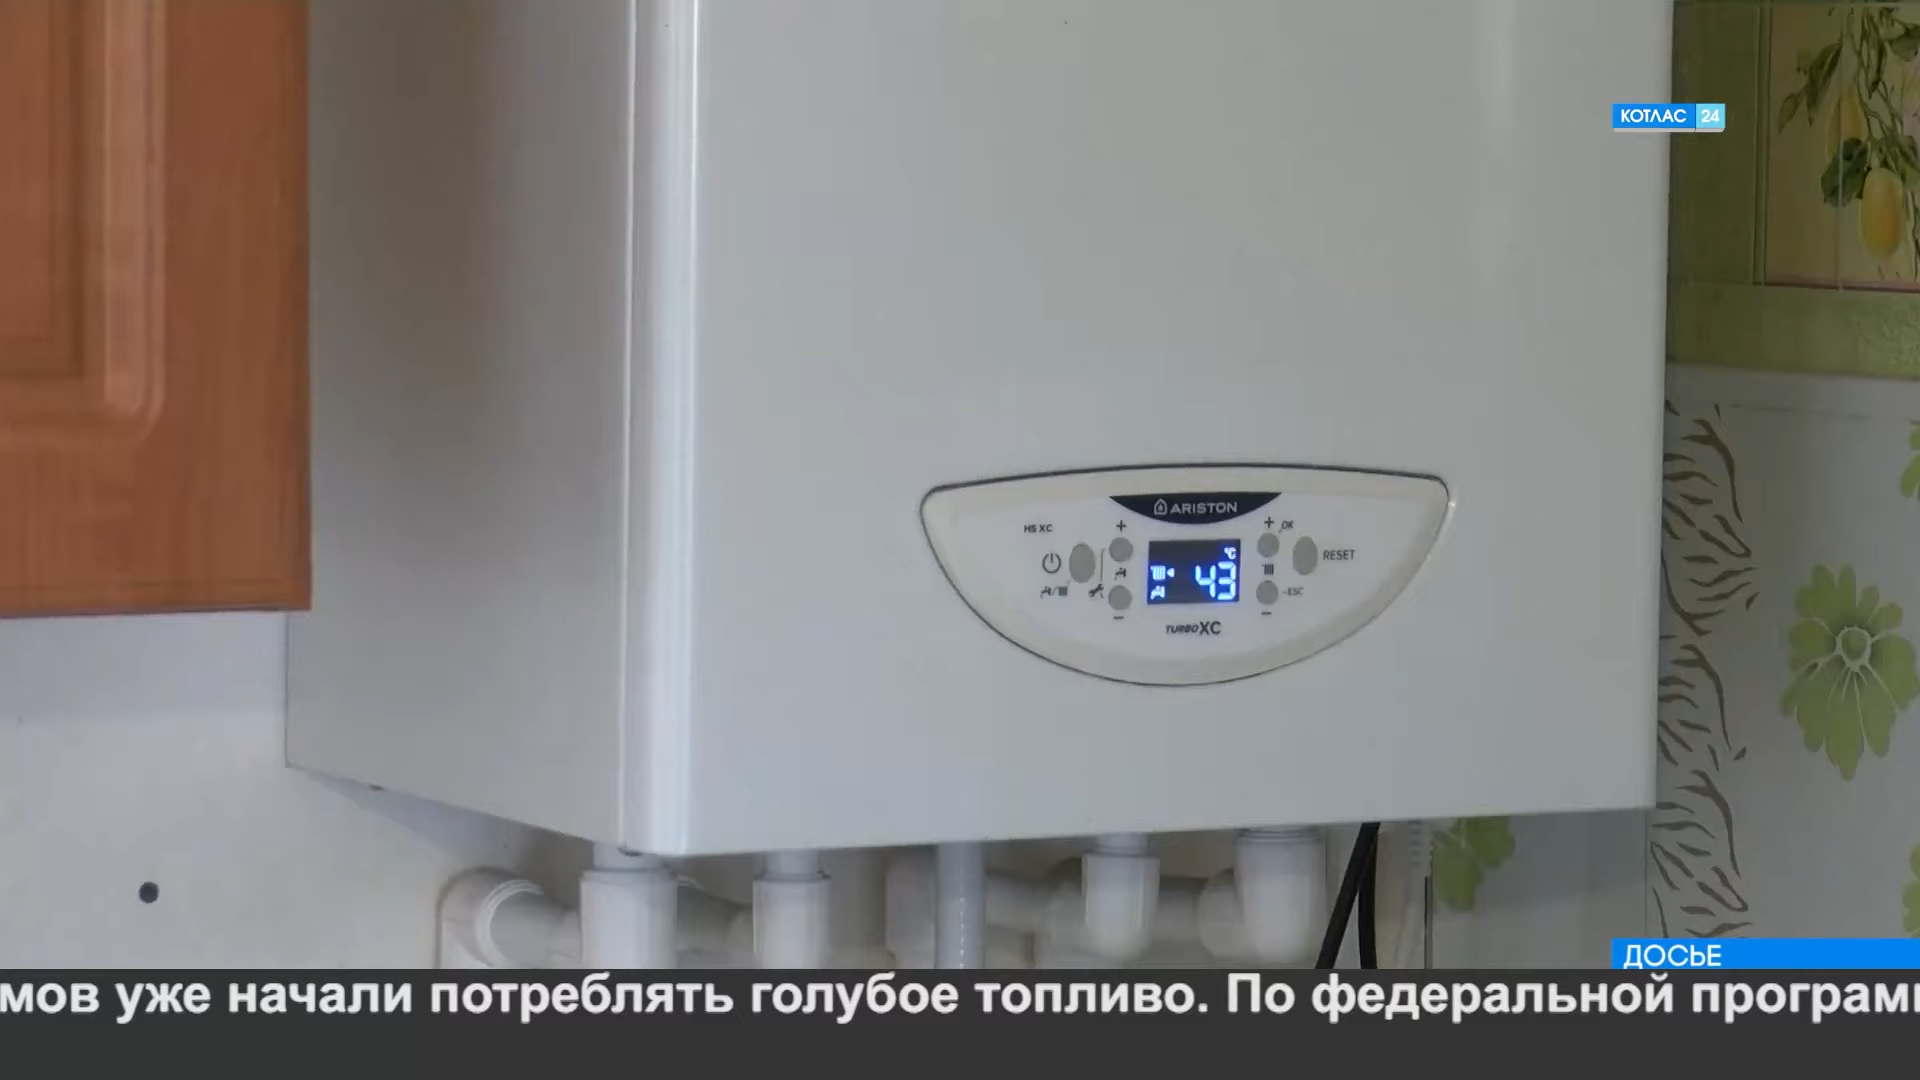 КОТЛАС 24
ARISTON
HS XC
+
+ OK
°C
RESET
43
-ESC
TURBO XC
ДОСЬЕ
мов уже начали потреблять голубое топливо. По федеральной програм